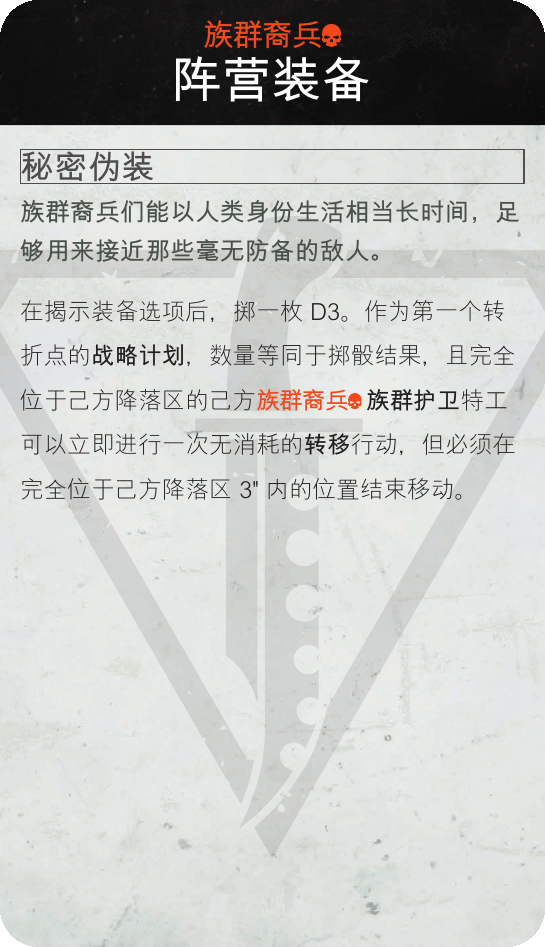 族群裔兵
阵营装备
秘密伪装
族群裔兵们能以人类身份生活相当长时间，足
够用来接近那些毫无防备的敌人。
在揭示装备选项后，掷一枚 D3。作为第一个转
折点的战略计划，数量等同于掷骰结果，且完全
位于己方降落区的己方族群裔兵 族群护卫特工
可以立即进行一次无消耗的转移行动，但必须在
完全位于己方降落区 3" 内的位置结束移动。